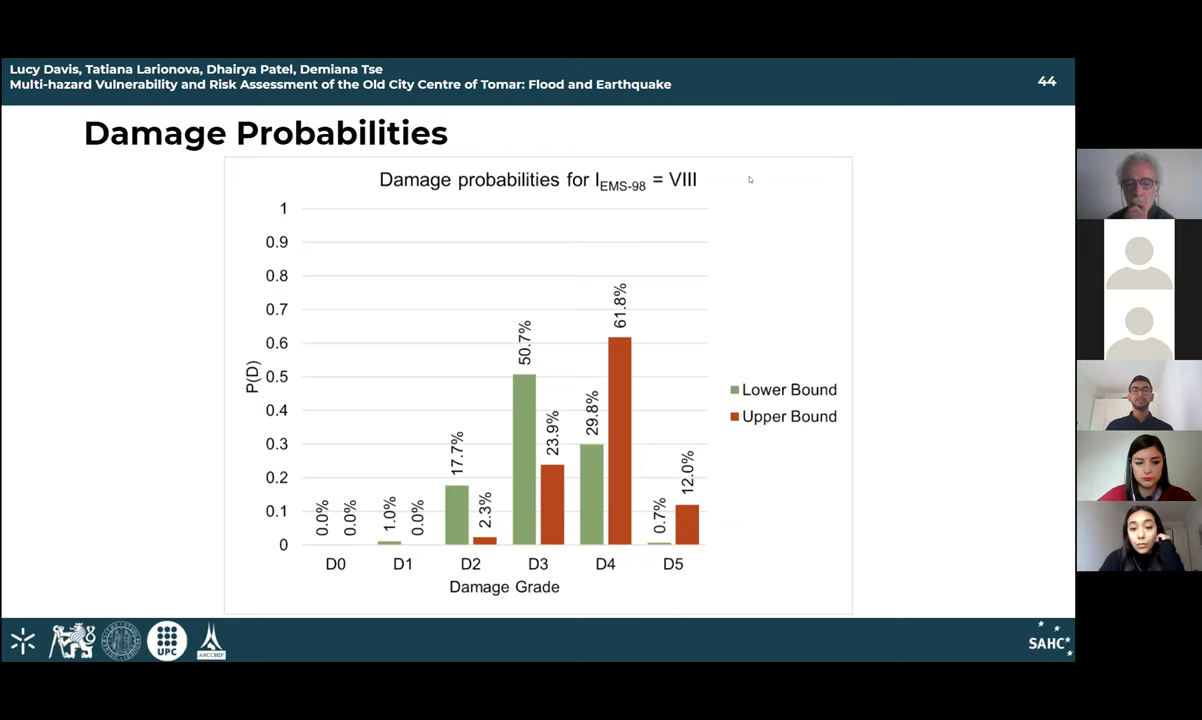 Lucy Davis, Tatiana Larionova, Dhairya Patel, Demiana Tse
Multi-hazard Vulnerability and Risk Assessment of the Old City Centre of Tomar: Flood and Earthquake
44
Damage Probabilities
Damage probabilities for I EMS-98 = VIII
1
0.9
0.8
0.7
0.6
0.5
0.4
0.3
0.2
0.1
0
P(D)
0.0%
0.0%
1.0%
0.0%
17.7%
2.3%
50.7%
23.9%
29.8%
61.8%
0.7%
12.0%
D0 D1 D2 D3 D4 D5
Damage Grade
Lower Bound
Upper Bound
UPC
ARCCHIP
SAHC